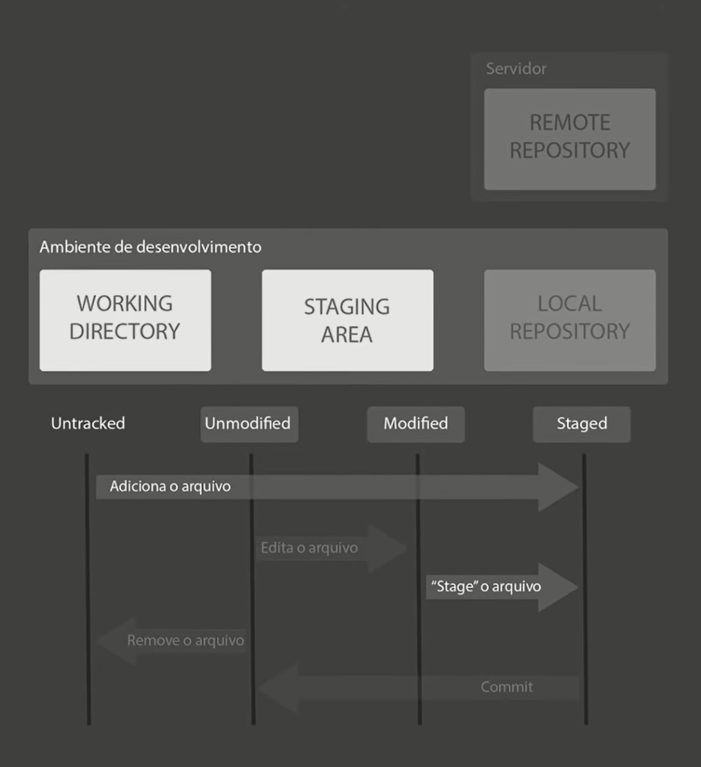 Servidor
REMOTE
REPOSITORY
Ambiente de desenvolvimento
WORKING
DIRECTORY
STAGING
AREA
LOCAL
REPOSITORY
Untracked
Unmodified
Modified
Staged
Adiciona o arquivo
Edita o arquivo
"Stage" o arquivo
Remove o arquivo
Commit